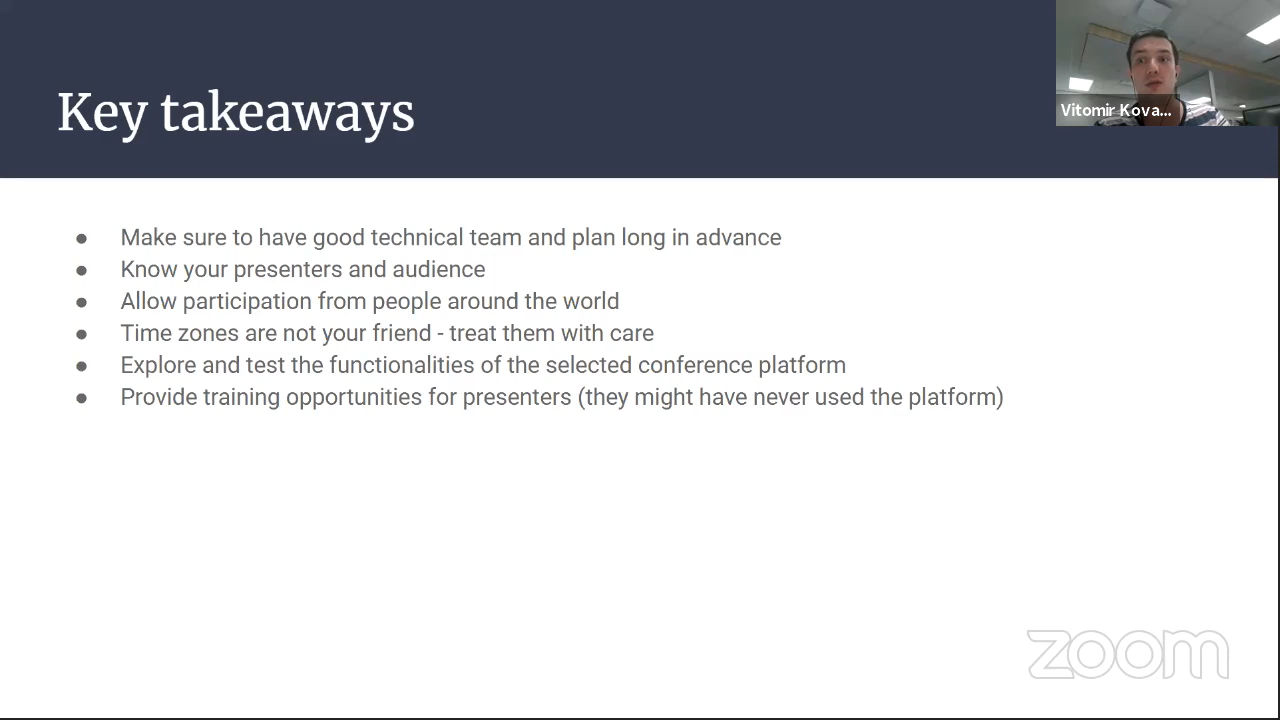 Key takeaways
Vitomir Kova...
● Make sure to have good technical team and plan long in advance
● Know your presenters and audience
● Allow participation from people around the world
● Time zones are not your friend - treat them with care
● Explore and test the functionalities of the selected conference platform
● Provide training opportunities for presenters (they might have never used the platform)
zoom